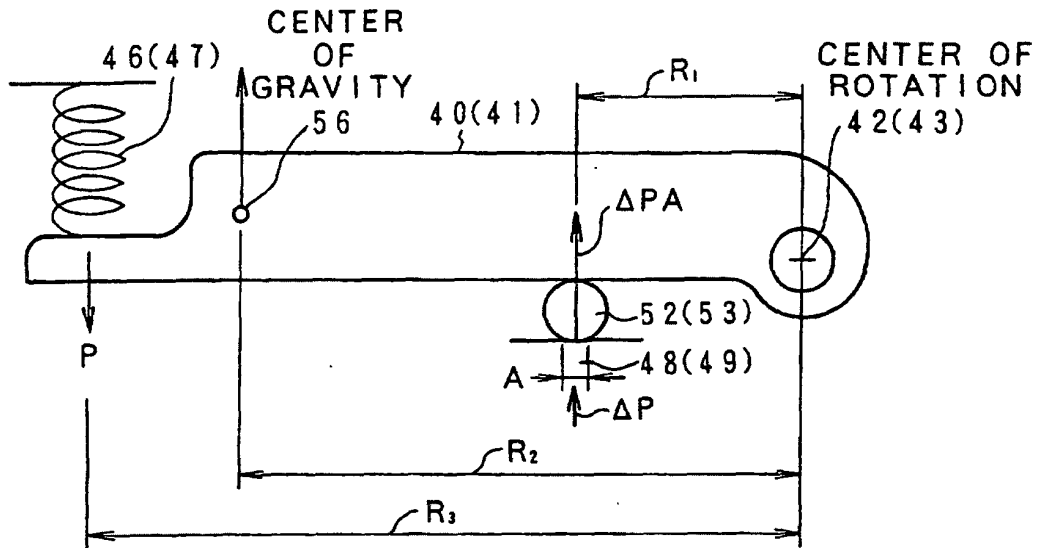 CENTER
OF
GRAVITY
46(47)
56
40(41)
R₁
CENTER OF
ROTATION
42(43)
ΔPA
52(53)
P
A
48(49)
ΔP
R₂
R₃